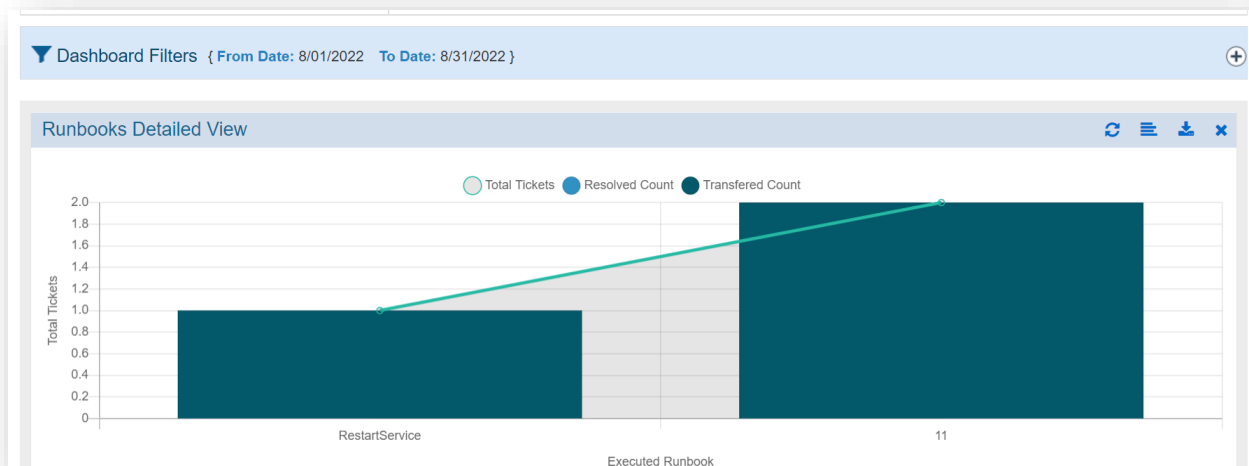 Dashboard Filters { From Date: 8/01/2022 To Date: 8/31/2022 }
Runbooks Detailed View
Total Tickets Resolved Count Transfered Count
2.0
1.8
1.6
1.4
1.2
1.0
0.8
0.6
0.4
0.2
0
Total Tickets
RestartService 11
Executed Runbook